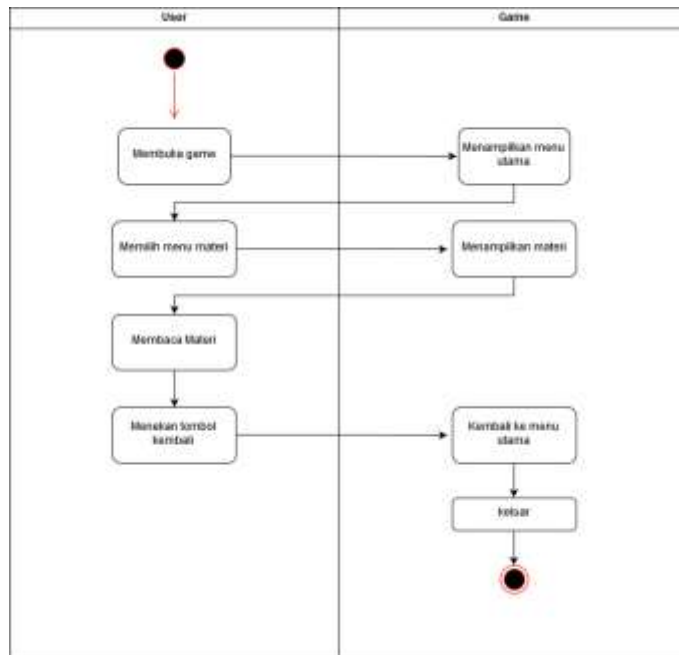 User
Game
Membuka game
Menampilkan menu
utama
Memilih menu materi
Menampilkan materi
Membaca Materi
Menekan tombol
kembali
Kembali ke menu
utama
keluar